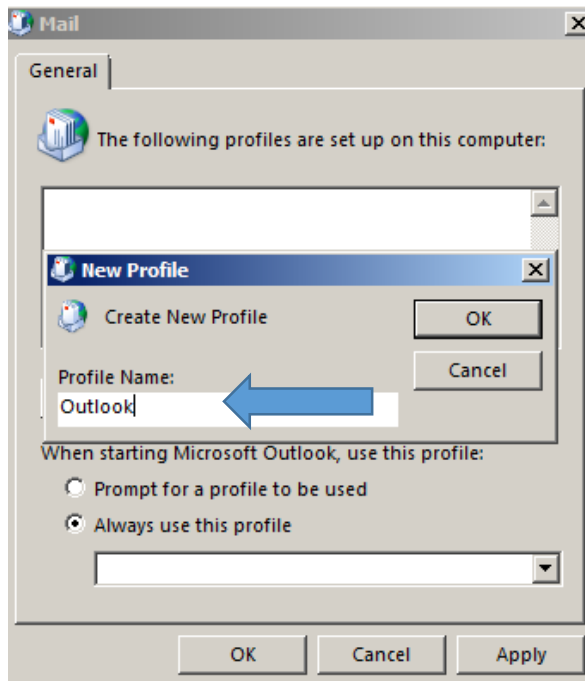 Mail
General
The following profiles are set up on this computer:
New Profile
Create New Profile
OK
Cancel
Profile Name:
Outlook
When starting Microsoft Outlook, use this profile:
Prompt for a profile to be used
Always use this profile
OK Cancel Apply